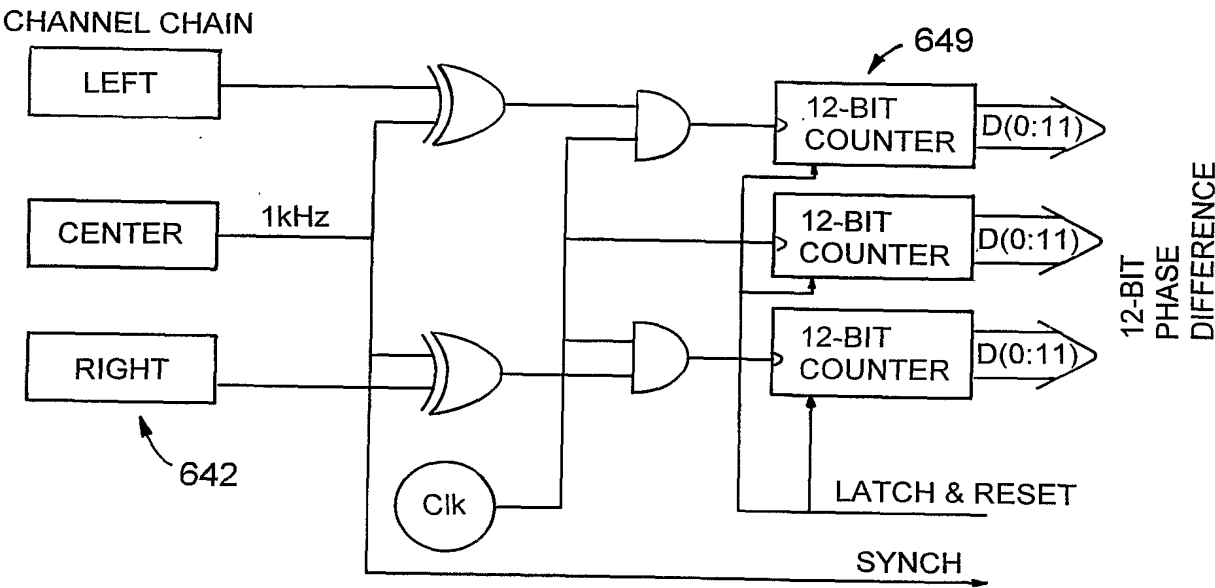 CHANNEL CHAIN
LEFT
649
12-BIT
COUNTER
D(0:11)
CENTER
1kHz
12-BIT
COUNTER
D(0:11)
RIGHT
12-BIT
COUNTER
D(0:11)
12-BIT
PHASE
DIFFERENCE
642
Clk
LATCH & RESET
SYNCH